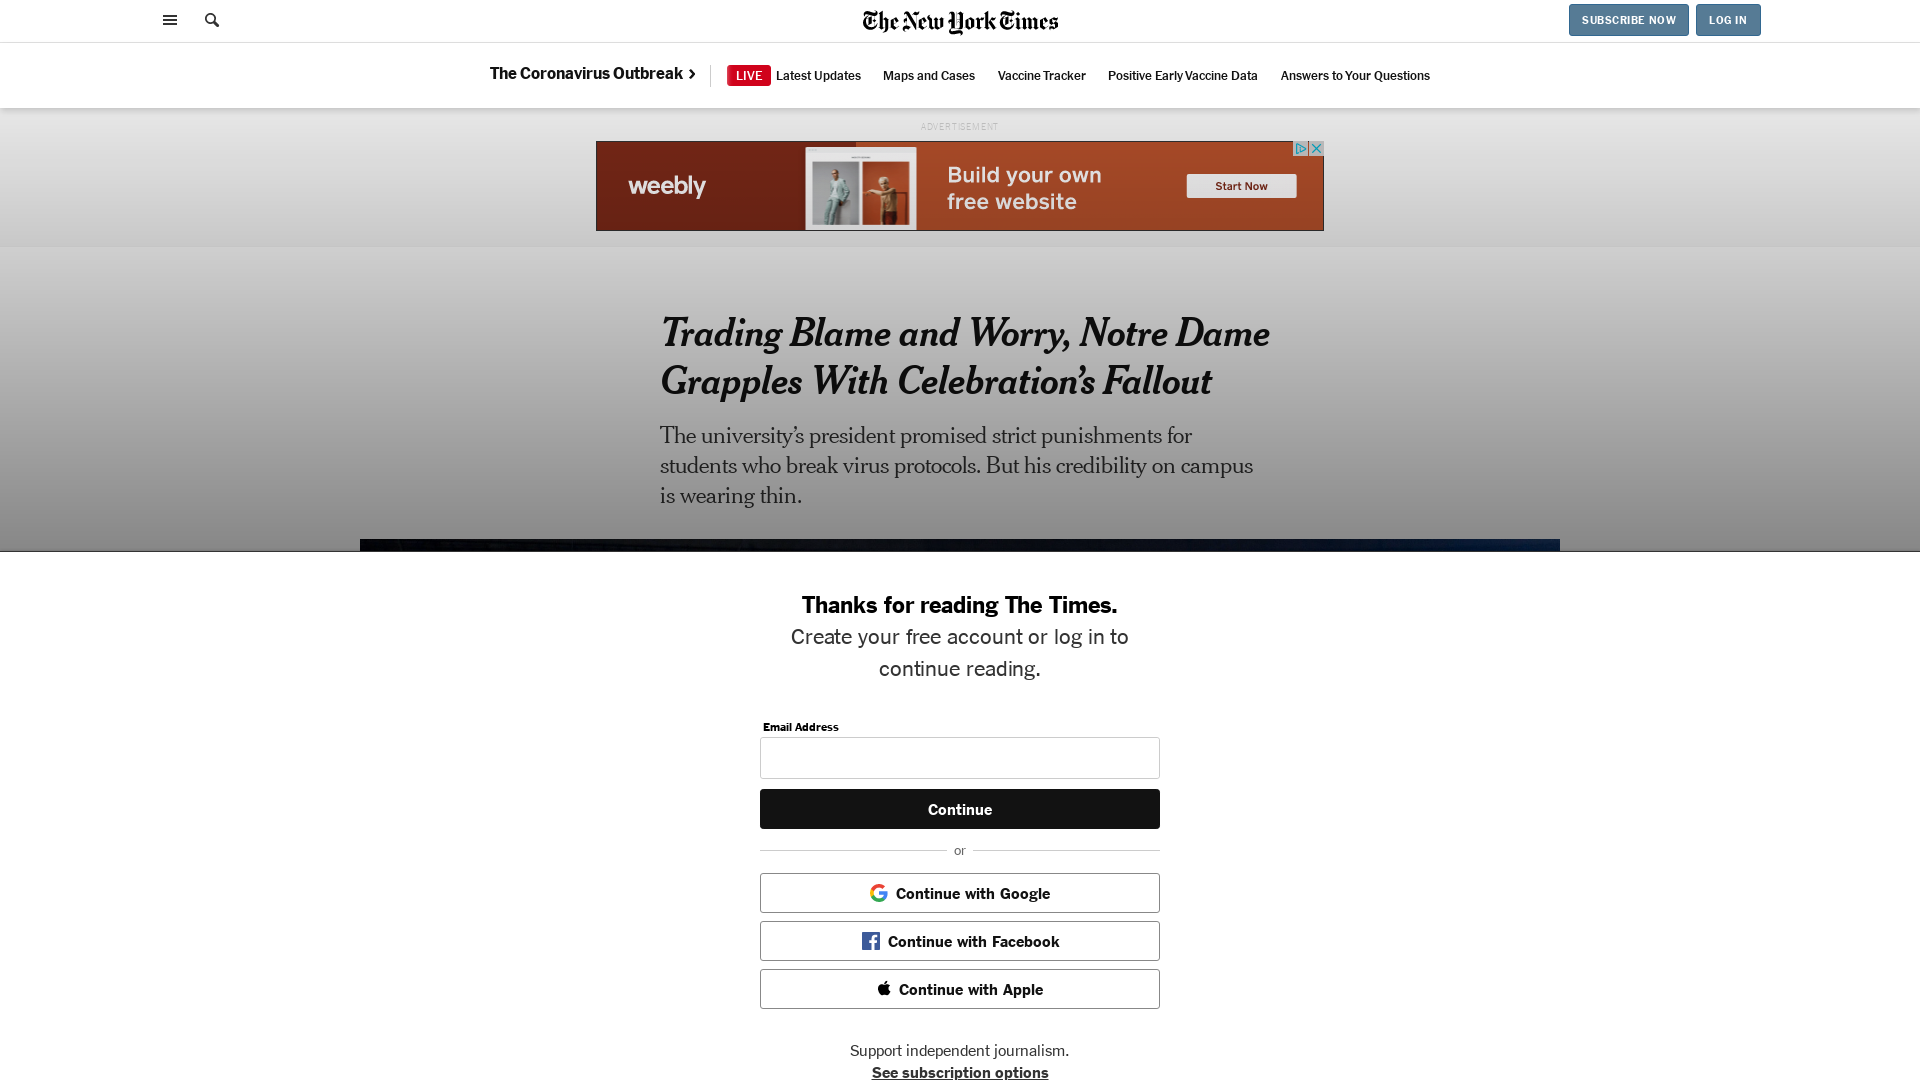 The New York Times
SUBSCRIBE NOW
LOG IN
The Coronavirus Outbreak
LIVE Latest Updates
Maps and Cases
Vaccine Tracker
Positive Early Vaccine Data
Answers to Your Questions
ADVERTISEMENT
weebly
Build your own
free website
Start Now
Trading Blame and Worry, Notre Dame
Grapples With Celebration’s Fallout
The university’s president promised strict punishments for
students who break virus protocols. But his credibility on campus
is wearing thin.
Thanks for reading The Times.
Create your free account or log in to
continue reading.
Email Address
Continue
or
Continue with Google
Continue with Facebook
Continue with Apple
Support independent journalism.
See subscription options